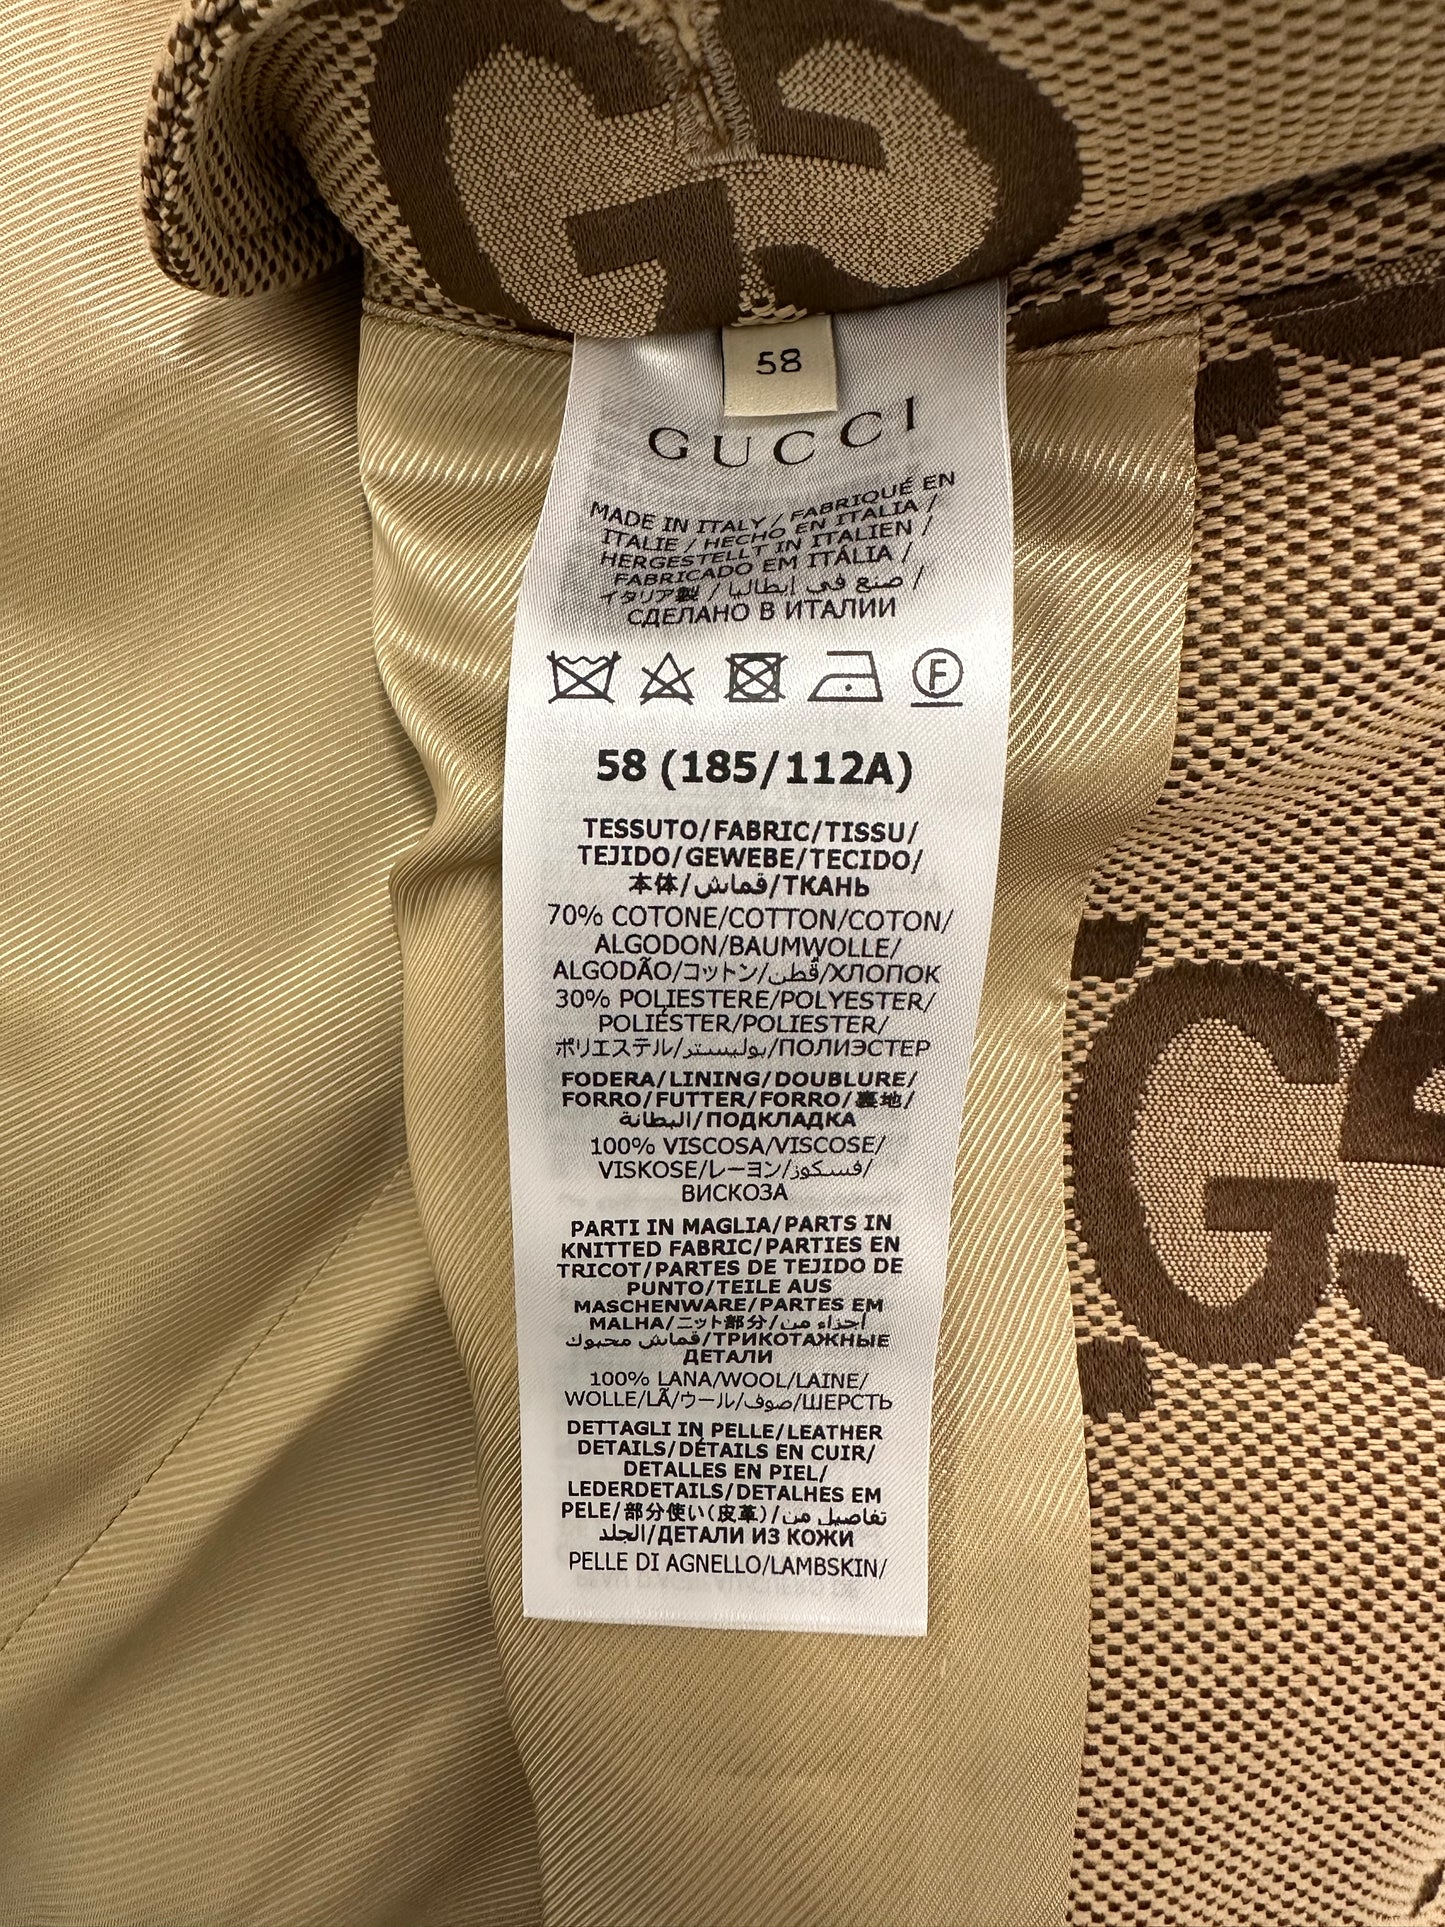 58
GUCCI
MADE IN ITALY / FABRIQUÉ EN
ITALIE / HECHO EN ITALIA /
HERGESTELLT IN ITALIEN /
FABRICADO EM ITÁLIA /
イタリア製 / صنع في إيطاليا /
СДЕЛАНО В ИТАЛИИ
F
58 (185/112A)
TESSUTO/FABRIC/TISSU/
TEJIDO/GEWEBE/TECIDO/
本体/قماش/ТКАНЬ
70% COTONE/COTTON/COTON/
ALGODON/BAUMWOLLE/
ALGODÃO/コットン/قُطن/ХЛОПОК
30% POLIESTERE/POLYESTER/
POLIÉSTER/POLIESTER/
ポリエステル/بوليستر/ПОЛИЭСТЕР
FODERA/LINING/DOUBLURE/
FORRO/FUTTER/FORRO/裏地/
البطانة/ПОДКЛАДКА
100% VISCOSA/VISCOSE/
VISKOSE/レーヨン/فسكوز/
ВИСКОЗА
PARTI IN MAGLIA/PARTS IN
KNITTED FABRIC/PARTIES EN
TRICOT/PARTES DE TEJIDO DE
PUNTO/TEILE AUS
MASCHENWARE/PARTES EM
MALHA/ニット部分/أجزاء من
قماش محبوك/ТРИКОТАЖНЫЕ
ДЕТАЛИ
100% LANA/WOOL/LAINE/
WOLLE/LÃ/ウール/صوف/ШЕРСТЬ
DETTAGLI IN PELLE/LEATHER
DETAILS/DÉTAILS EN CUIR/
DETALLES EN PIEL/
LEDERDETAILS/DETALHES EM
PELE/部分使い(皮革)/تفاصيل من
الجلد/ДЕТАЛИ ИЗ КОЖИ
PELLE DI AGNELLO/LAMBSKIN/